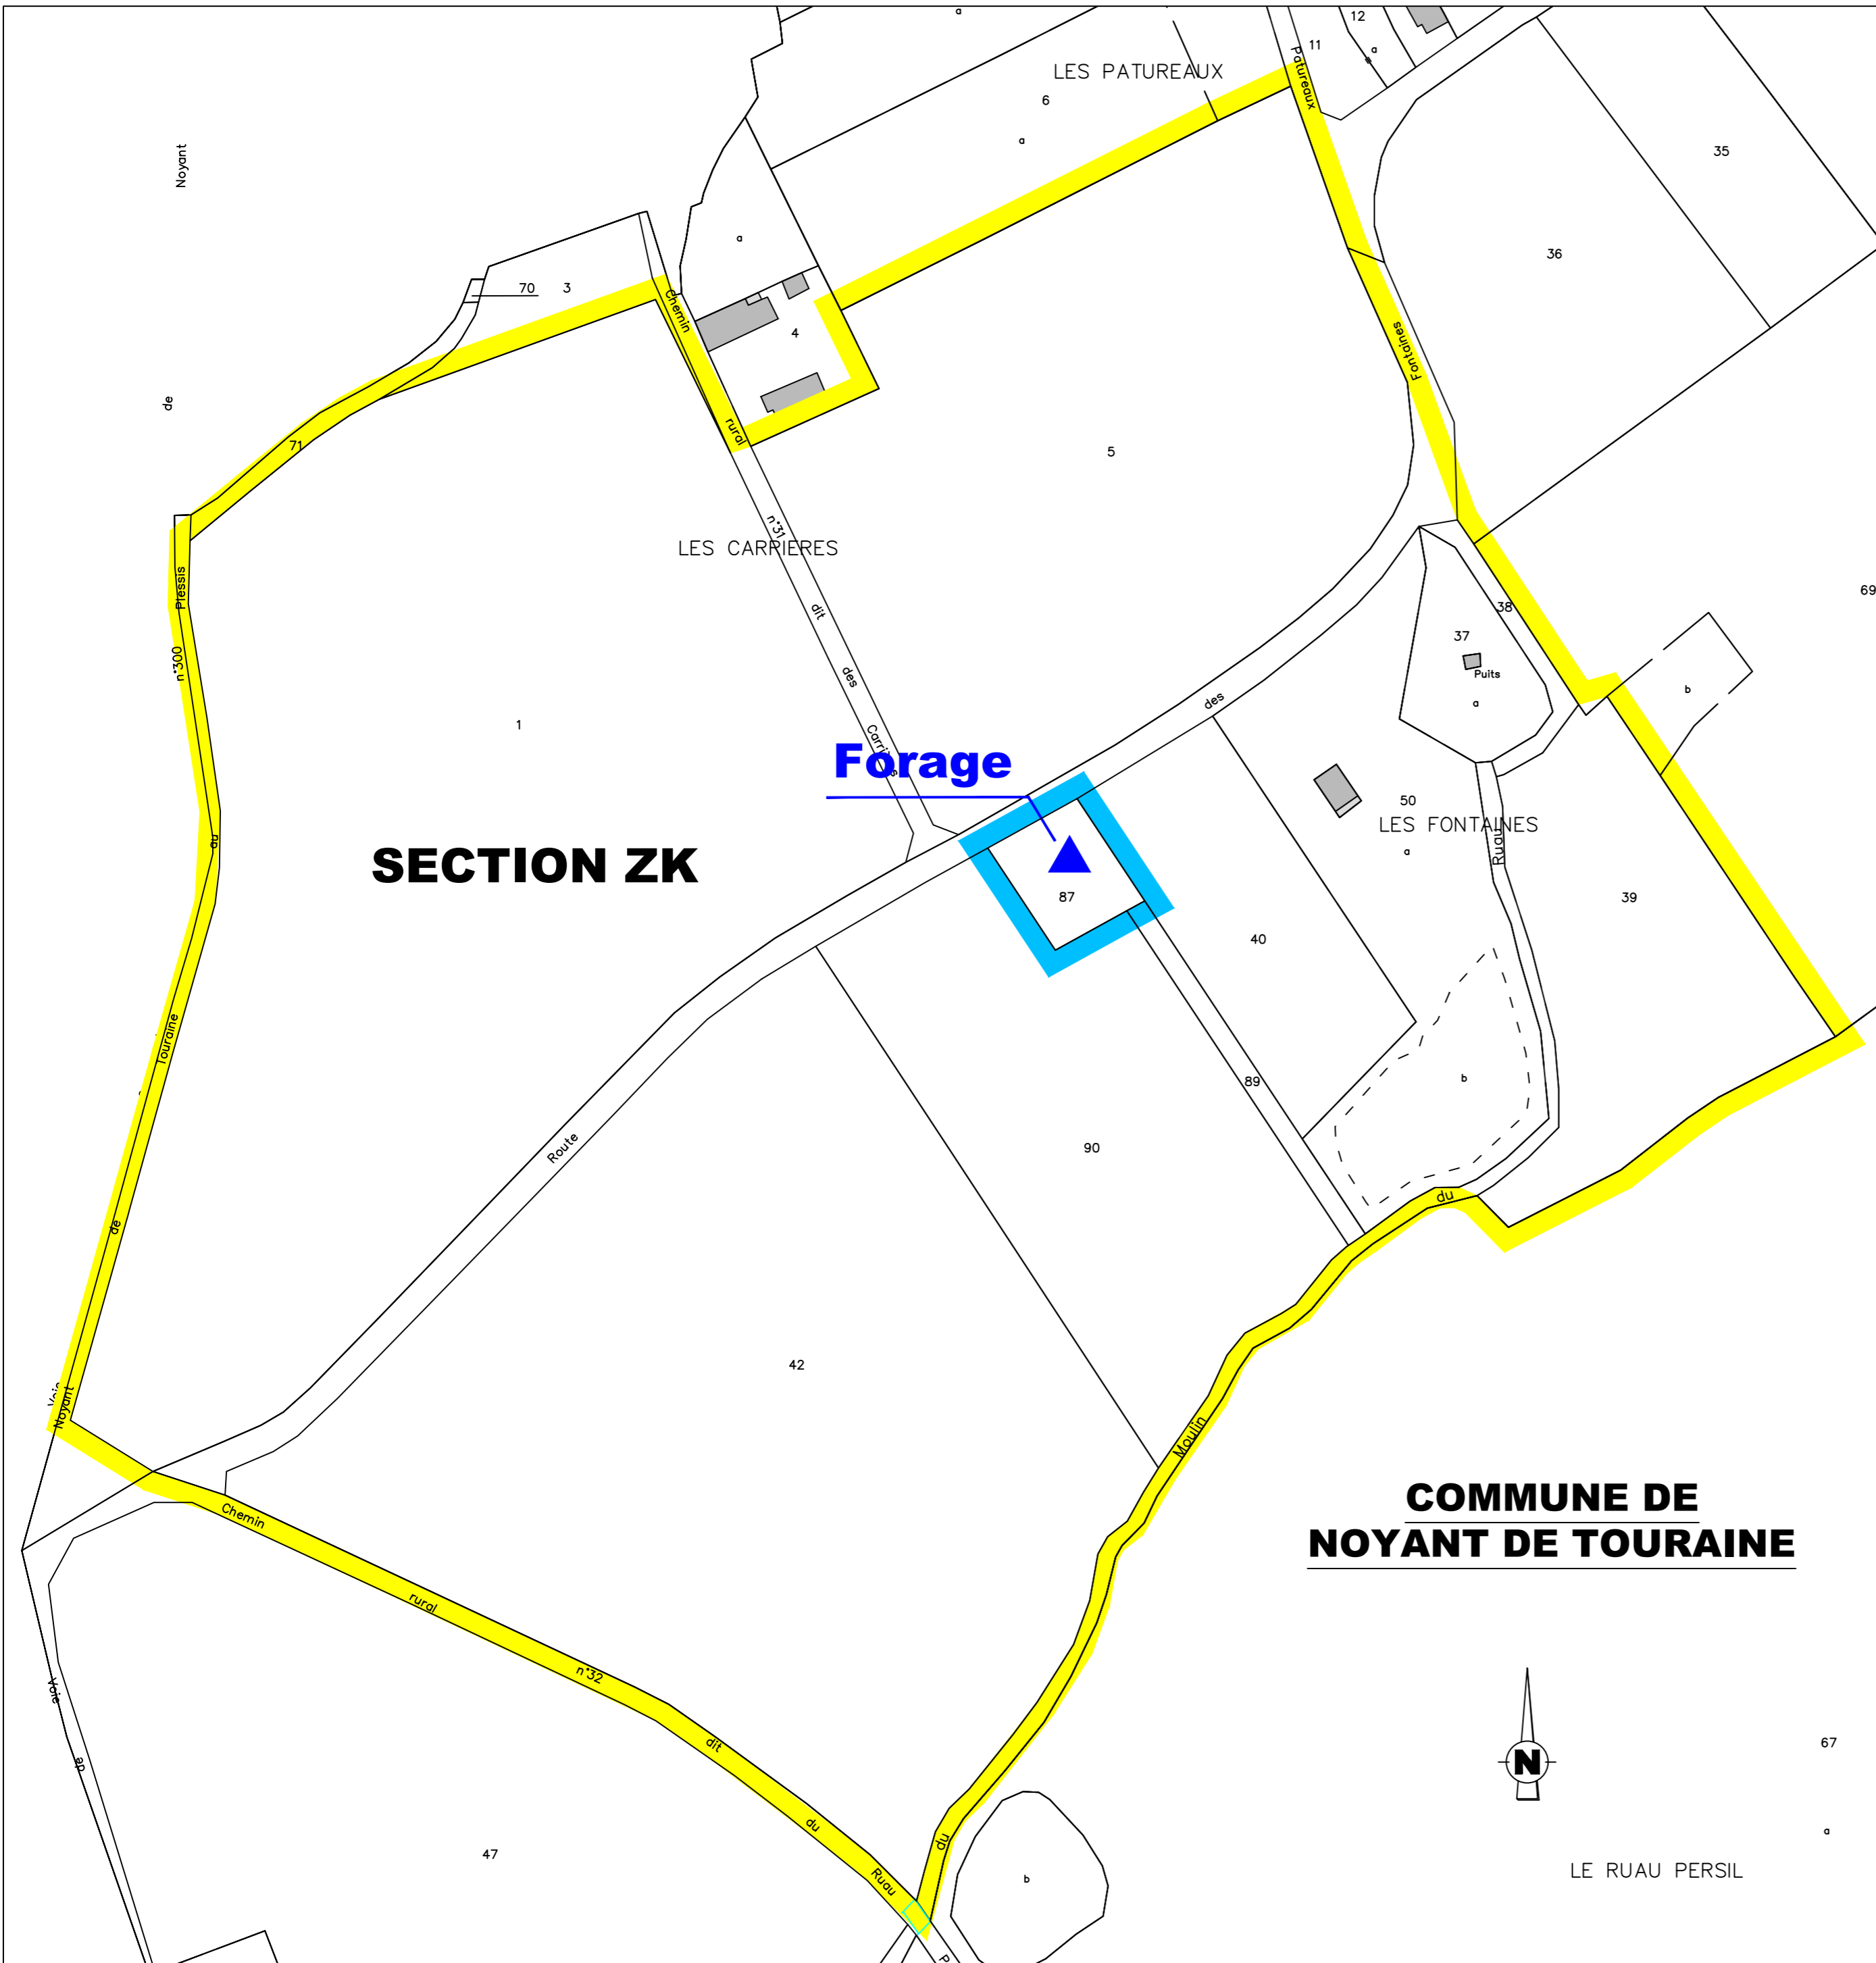 a
12
11
a
LES PATUREAUX
Patureaux
6
a
35
Noyant
a
36
70
3
Chemin
4
Fontaines
de
rural
71
5
n°31
LES CARRIERES
Plessis
dit
38
69
37
Puits
n°300
des
b
a
des
1
Forage
50
LES FONTAINES
Ruau
au
a
SECTION ZK
87
39
40
Touraine
b
89
Route
90
de
du
42
Noyant
Moulin
COMMUNE DE
NOYANT DE TOURAINE
Chemin
rural
n°32
Voie
dit
67
de
du
du
a
47
Ruau
b
LE RUAU PERSIL